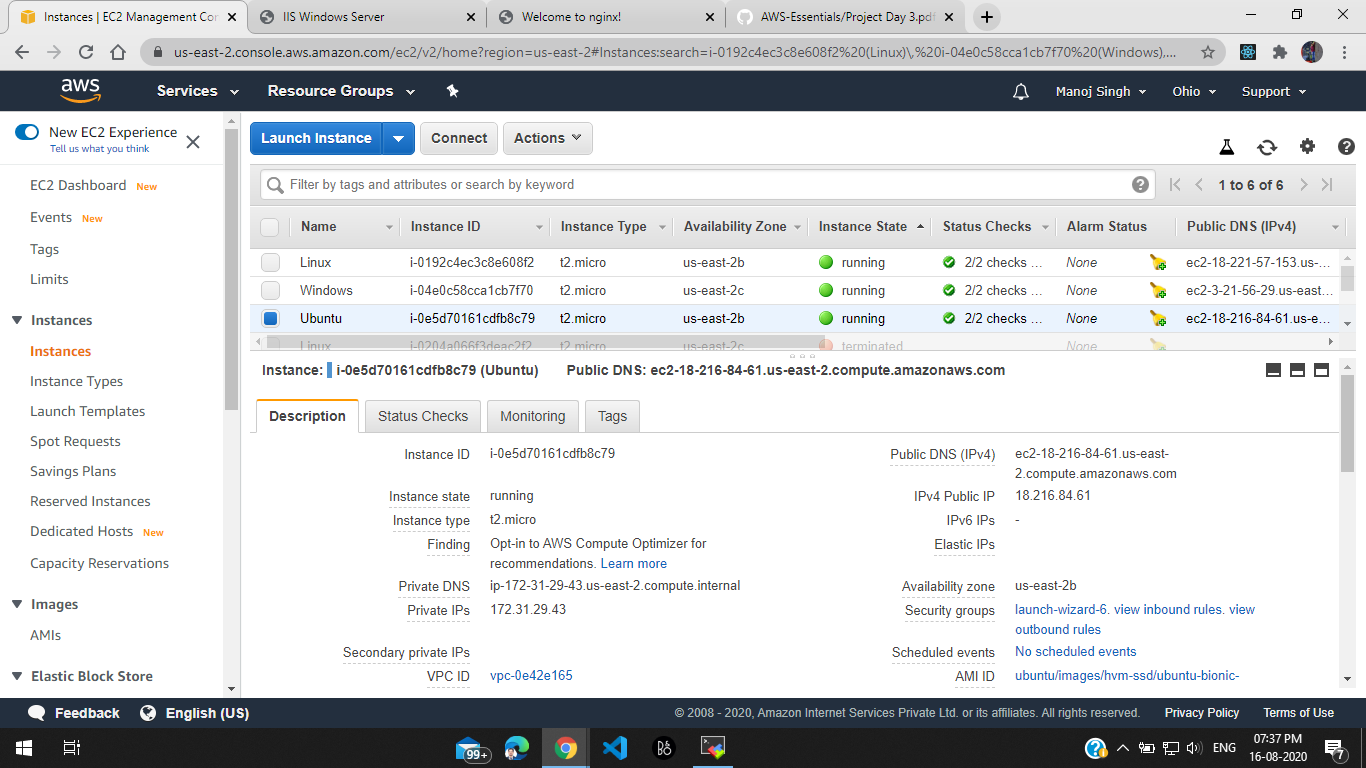 Instances | EC2 Management Con
IIS Windows Server
Welcome to nginx!
AWS-Essentials/Project Day 3.pdf
us-east-2.console.aws.amazon.com/ec2/v2/home?region=us-east-2#Instances:search=i-0192c4ec3c8e608f2%20(Linux)\,%20i-04e0c58cca1cb7f70%20(Windows),...
aws
Services
Resource Groups
Manoj Singh
Ohio
Support
New EC2 Experience
Tell us what you think
EC2 Dashboard New
Events New
Tags
Limits
Instances
Instances
Instance Types
Launch Templates
Spot Requests
Savings Plans
Reserved Instances
Dedicated Hosts New
Capacity Reservations
Images
AMIs
Elastic Block Store
Launch Instance
Connect
Actions
Filter by tags and attributes or search by keyword
1 to 6 of 6
Name Instance ID Instance Type Availability Zone Instance State Status Checks Alarm Status Public DNS (IPv4)
Linux i-0192c4ec3c8e608f2 t2.micro us-east-2b running 2/2 checks ... None ec2-18-221-57-153.us-...
Windows i-04e0c58cca1cb7f70 t2.micro us-east-2c running 2/2 checks ... None ec2-3-21-56-29.us-east...
Ubuntu i-0e5d70161cdfb8c79 t2.micro us-east-2b running 2/2 checks ... None ec2-18-216-84-61.us-e...
Linux i-0204a066f3deac2f2 t2.micro us-east-2c terminated None
Instance: i-0e5d70161cdfb8c79 (Ubuntu) Public DNS: ec2-18-216-84-61.us-east-2.compute.amazonaws.com
Description
Status Checks
Monitoring
Tags
Instance ID i-0e5d70161cdfb8c79
Instance state running
Instance type t2.micro
Finding Opt-in to AWS Compute Optimizer for
recommendations. Learn more
Private DNS ip-172-31-29-43.us-east-2.compute.internal
Private IPs 172.31.29.43
Secondary private IPs
VPC ID vpc-0e42e165
Public DNS (IPv4) ec2-18-216-84-61.us-east-
2.compute.amazonaws.com
IPv4 Public IP 18.216.84.61
IPv6 IPs -
Elastic IPs
Availability zone us-east-2b
Security groups launch-wizard-6. view inbound rules. view
outbound rules
Scheduled events No scheduled events
AMI ID ubuntu/images/hvm-ssd/ubuntu-bionic-
Feedback
English (US)
© 2008 - 2020, Amazon Internet Services Private Ltd. or its affiliates. All rights reserved.
Privacy Policy
Terms of Use
99+
ENG
07:37 PM
16-08-2020
7